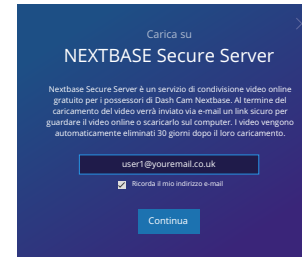 Carica su
NEXTBASE Secure Server
Nextbase Secure Server è un servizio di condivisione video online
gratuito per i possessori di Dash Cam Nextbase. Al termine del
caricamento del video verrà inviato via e-mail un link sicuro per
guardare il video online o scaricarlo sul computer. I video vengono
automaticamente eliminati 30 giorni dopo il loro caricamento.
user1@youremail.co.uk
Ricorda il mio indirizzo e-mail
Continua